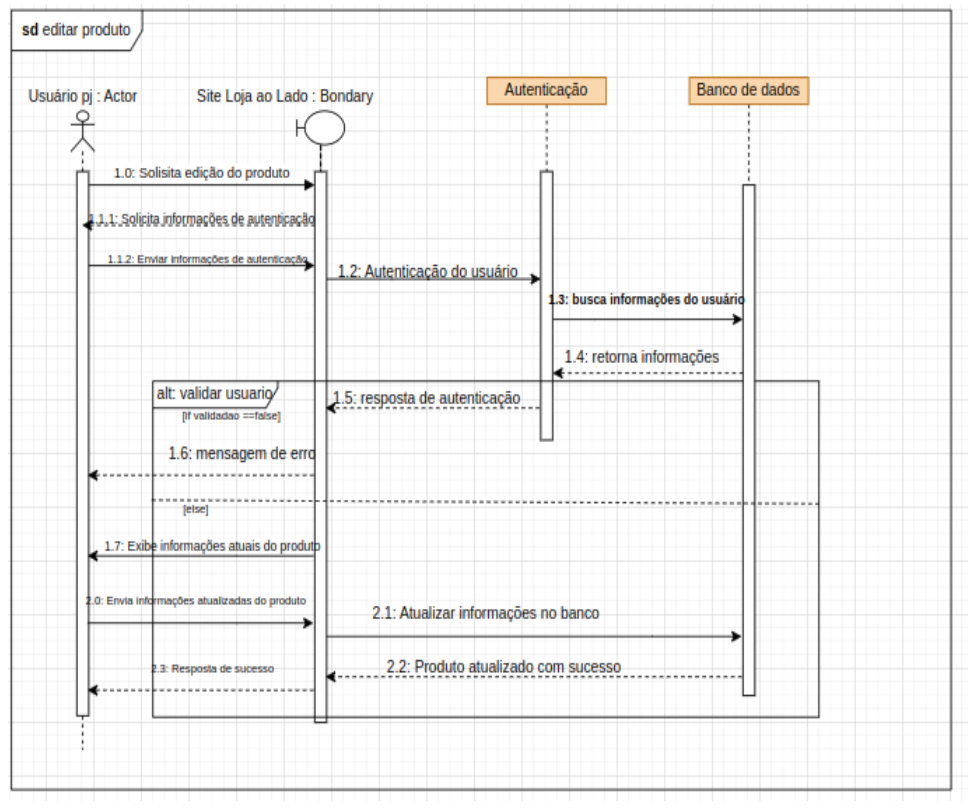 sd editar produto
Usuário pj : Actor
Site Loja ao Lado : Bondary
Autenticação
Banco de dados
1.0: Solisita edição do produto
1.1.1: Solicita informações de autenticação
1.1.2: Enviar informações de autenticação
1.2: Autenticação do usuário
1.3: busca informações do usuário
1.4: retorna informações
alt: validar usuario
1.5: resposta de autenticação
[if validadao ==false]
1.6: mensagem de erro
[else]
1.7: Exibe informações atuais do produto
2.0: Envia informações atualizadas do produto
2.1: Atualizar informações no banco
2.2: Produto atualizado com sucesso
2.3: Resposta de sucesso